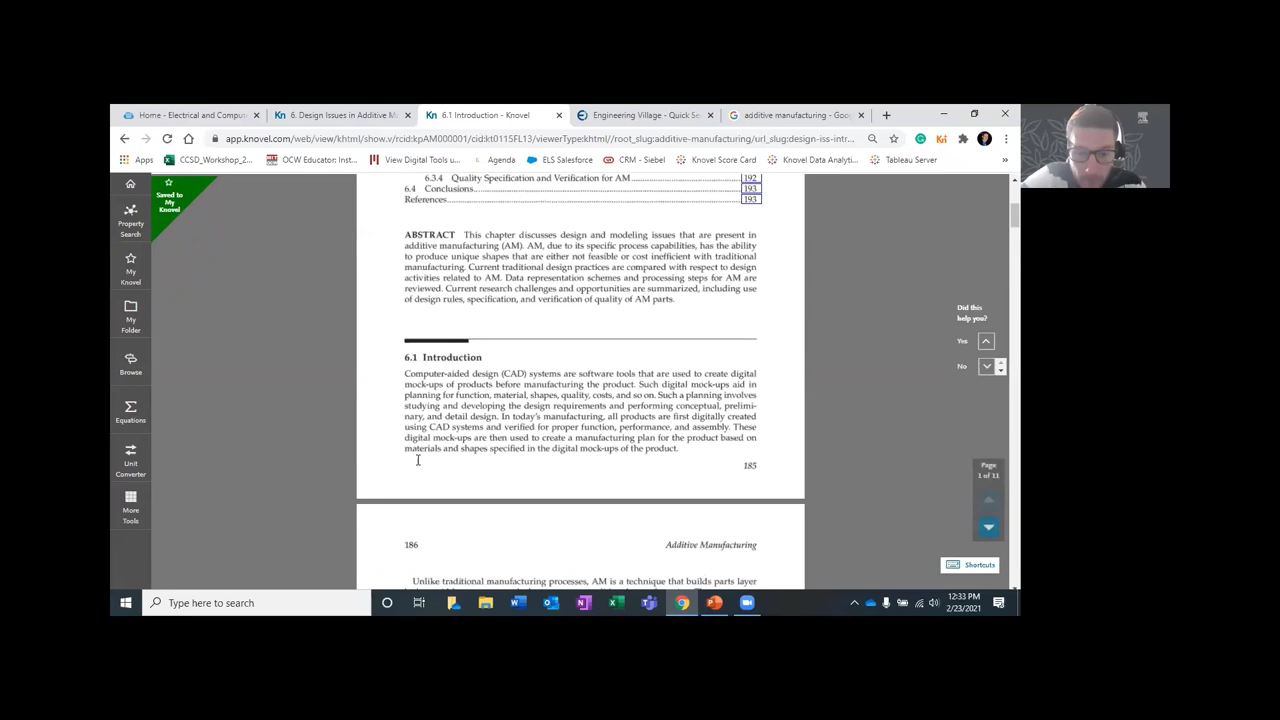 Home - Electrical and Compute
6. Design Issues in Additive Ma
6.1 Introduction - Knovel
Engineering Village - Quick Se
additive manufacturing - Goo
app.knovel.com/web/view/khtml/show.v/rcid:kpAM000001/cid:kt0115FL13/viewerType:khtml//root_slug:additive-manufacturing/url_slug:design-iss-intr...
Apps
CCSD_Workshop_2...
OCW Educator: Inst...
View Digital Tools u...
Agenda
ELS Salesforce
CRM - Siebel
Knovel Score Card
Knovel Data Analyti...
Tableau Server
»
Saved to
My
Knovel
Property
Search
My
Knovel
My
Folder
Browse
Equations
Unit
Converter
More
Tools
6.3.4 Quality Specification and Verification for AM 192
6.4 Conclusions 193
References 193
ABSTRACT This chapter discusses design and modeling issues that are present in
additive manufacturing (AM). AM, due to its specific process capabilities, has the ability
to produce unique shapes that are either not feasible or cost inefficient with traditional
manufacturing. Current traditional design practices are compared with respect to design
activities related to AM. Data representation schemes and processing steps for AM are
reviewed. Current research challenges and opportunities are summarized, including use
of design rules, specification, and verification of quality of AM parts.
6.1 Introduction
Computer-aided design (CAD) systems are software tools that are used to create digital
mock-ups of products before manufacturing the product. Such digital mock-ups aid in
planning for function, material, shapes, quality, costs, and so on. Such a planning involves
studying and developing the design requirements and performing conceptual, prelimi-
nary, and detail design. In today's manufacturing, all products are first digitally created
using CAD systems and verified for proper function, performance, and assembly. These
digital mock-ups are then used to create a manufacturing plan for the product based on
materials and shapes specified in the digital mock-ups of the product.
185
186
Additive Manufacturing
Unlike traditional manufacturing processes, AM is a technique that builds parts layer
Did this
help you?
Yes
No
Page
1 of 11
Shortcuts
Type here to search
12:33 PM
2/23/2021